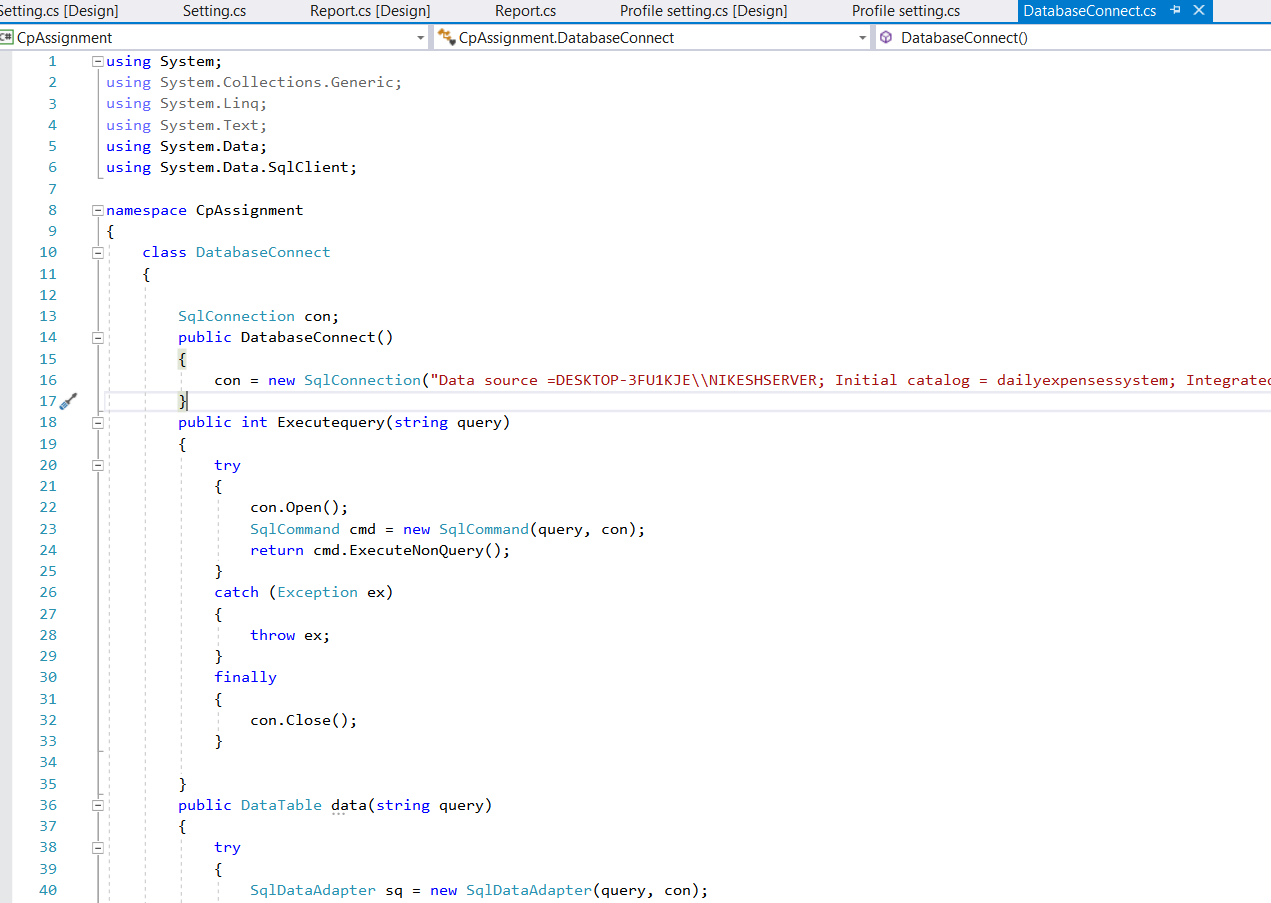 Setting.cs [Design] Setting.cs Report.cs [Design] Report.cs Profile setting.cs [Design] Profile setting.cs DatabaseConnect.cs
C# CpAssignment CpAssignment.DatabaseConnect DatabaseConnect()
1 using System;
2 using System.Collections.Generic;
3 using System.Linq;
4 using System.Text;
5 using System.Data;
6 using System.Data.SqlClient;
7
8 namespace CpAssignment
9 {
10 class DatabaseConnect
11 {
12
13 SqlConnection con;
14 public DatabaseConnect()
15 {
16 con = new SqlConnection("Data source =DESKTOP-3FU1KJE\\NIKESHSERVER; Initial catalog = dailyexpensessystem; Integrated
17 }
18 public int Executequery(string query)
19 {
20 try
21 {
22 con.Open();
23 SqlCommand cmd = new SqlCommand(query, con);
24 return cmd.ExecuteNonQuery();
25 }
26 catch (Exception ex)
27 {
28 throw ex;
29 }
30 finally
31 {
32 con.Close();
33 }
34
35 }
36 public DataTable data(string query)
37 {
38 try
39 {
40 SqlDataAdapter sq = new SqlDataAdapter(query, con);